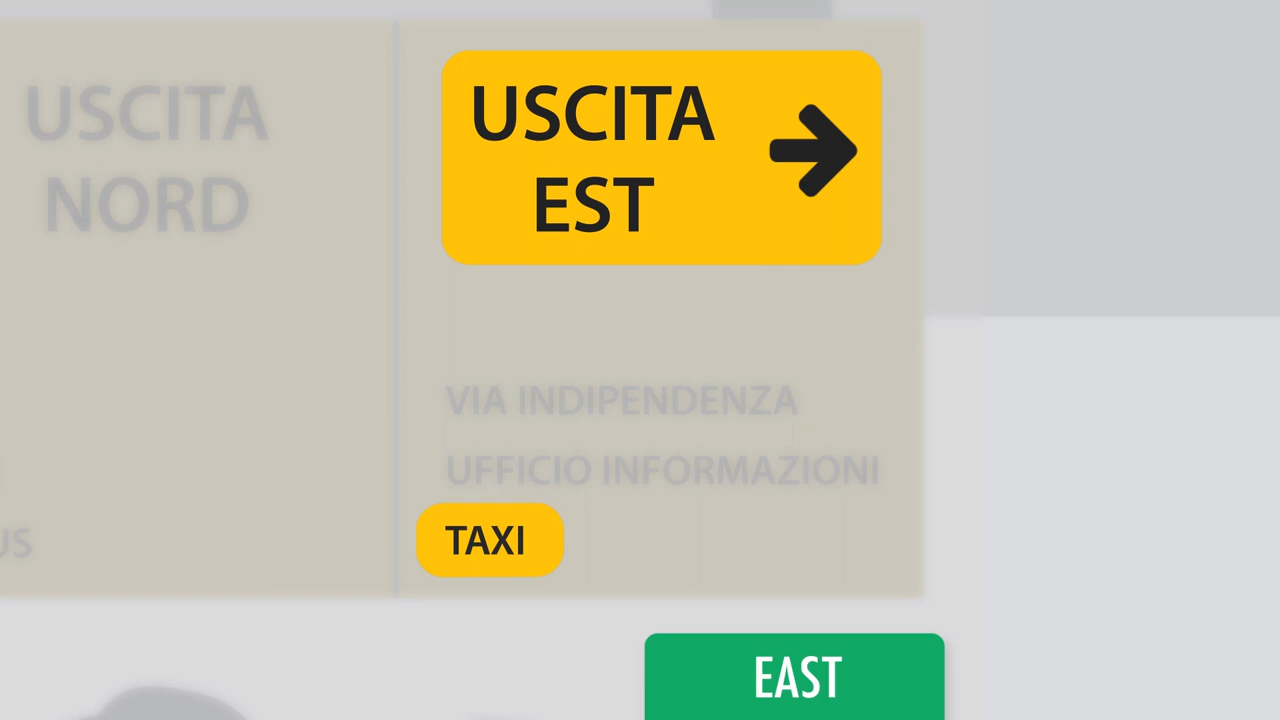 USCITA
NORD
USCITA
EST
VIA INDIPENDENZA
UFFICIO INFORMAZIONI
TAXI
EAST